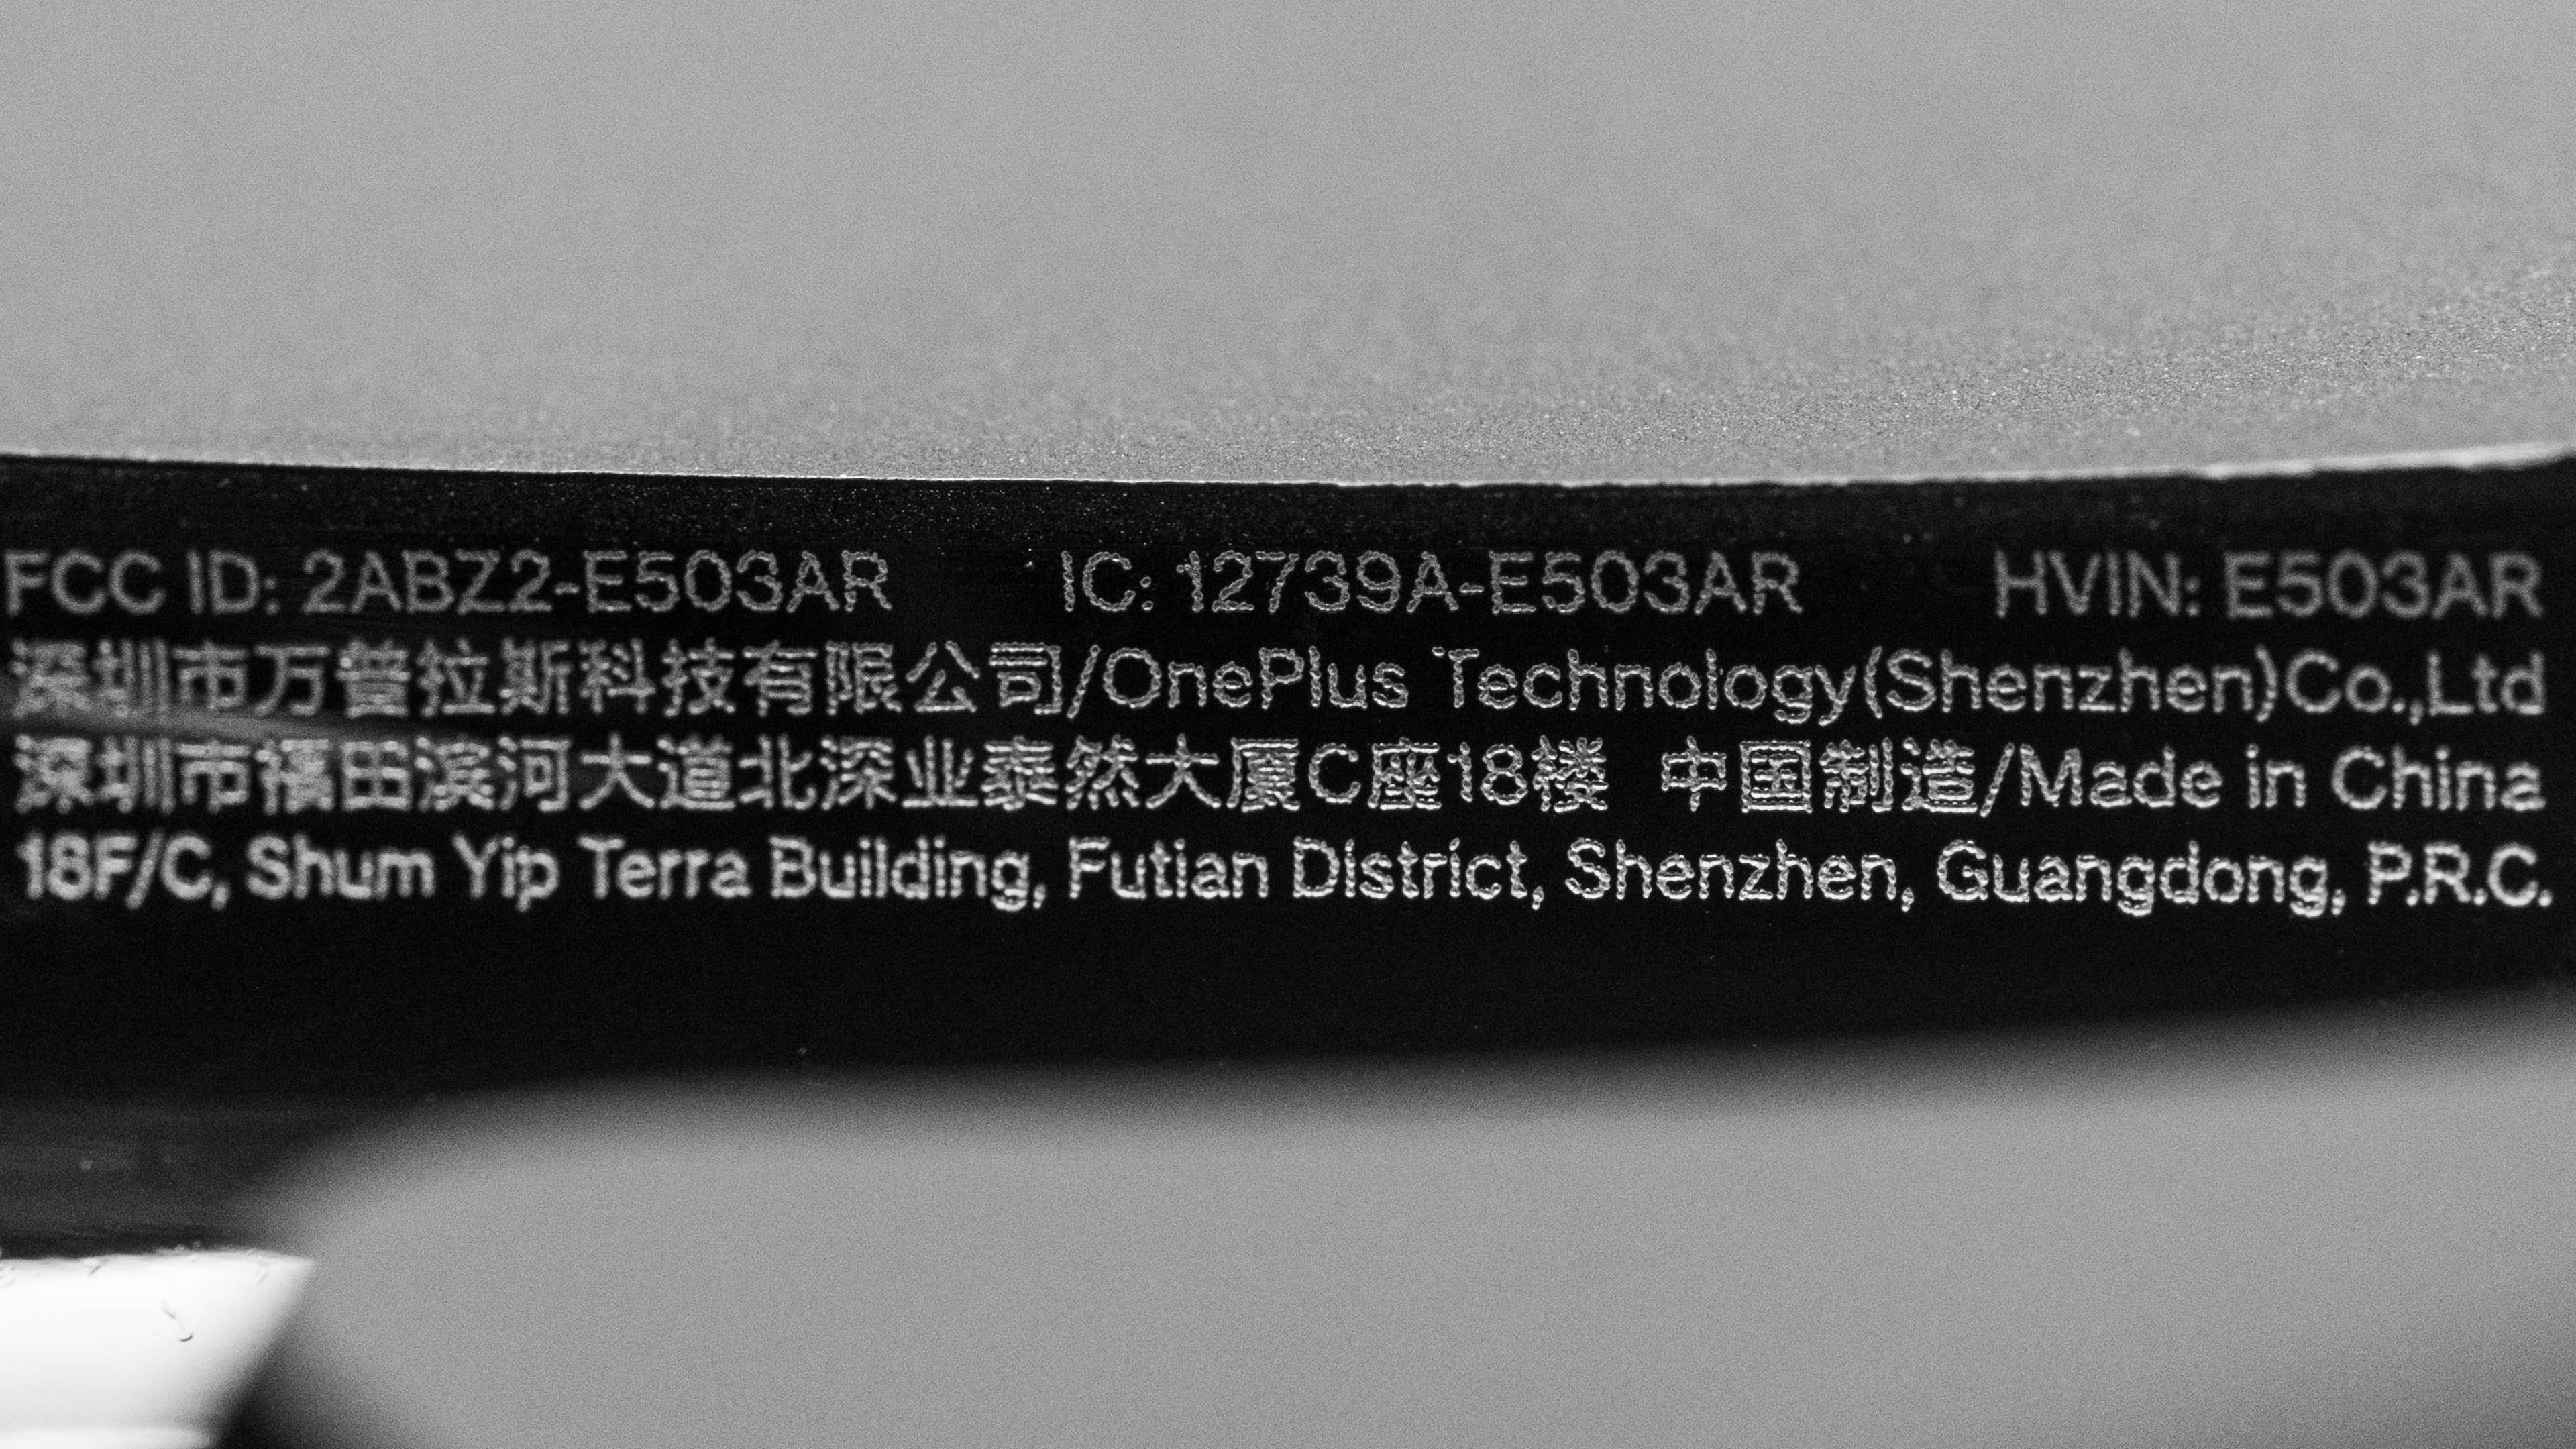 FCC ID: 2ABZ2-E503AR IC: 12739A-E503AR HVIN: E503AR
深圳市万普拉斯科技有限公司/OnePlus Technology(Shenzhen)Co.,Ltd
深圳市福田滨河大道北深业泰然大厦C座18楼 中国制造/Made in China
18F/C, Shum Yip Terra Building, Futian District, Shenzhen, Guangdong, P.R.C.